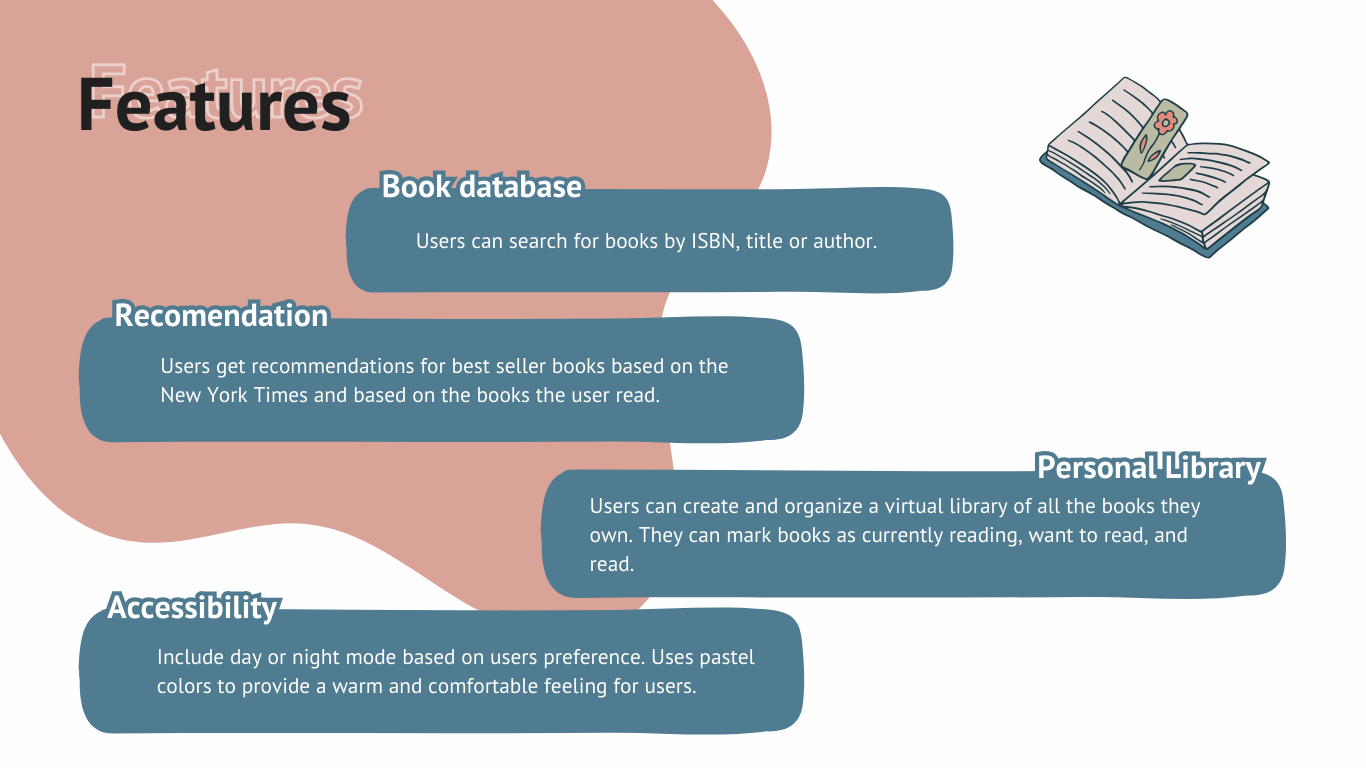 Features
Book database
Users can search for books by ISBN, title or author.
Recomendation
Users get recommendations for best seller books based on the
New York Times and based on the books the user read.
Personal Library
Users can create and organize a virtual library of all the books they
own. They can mark books as currently reading, want to read, and
read.
Accessibility
Include day or night mode based on users preference. Uses pastel
colors to provide a warm and comfortable feeling for users.